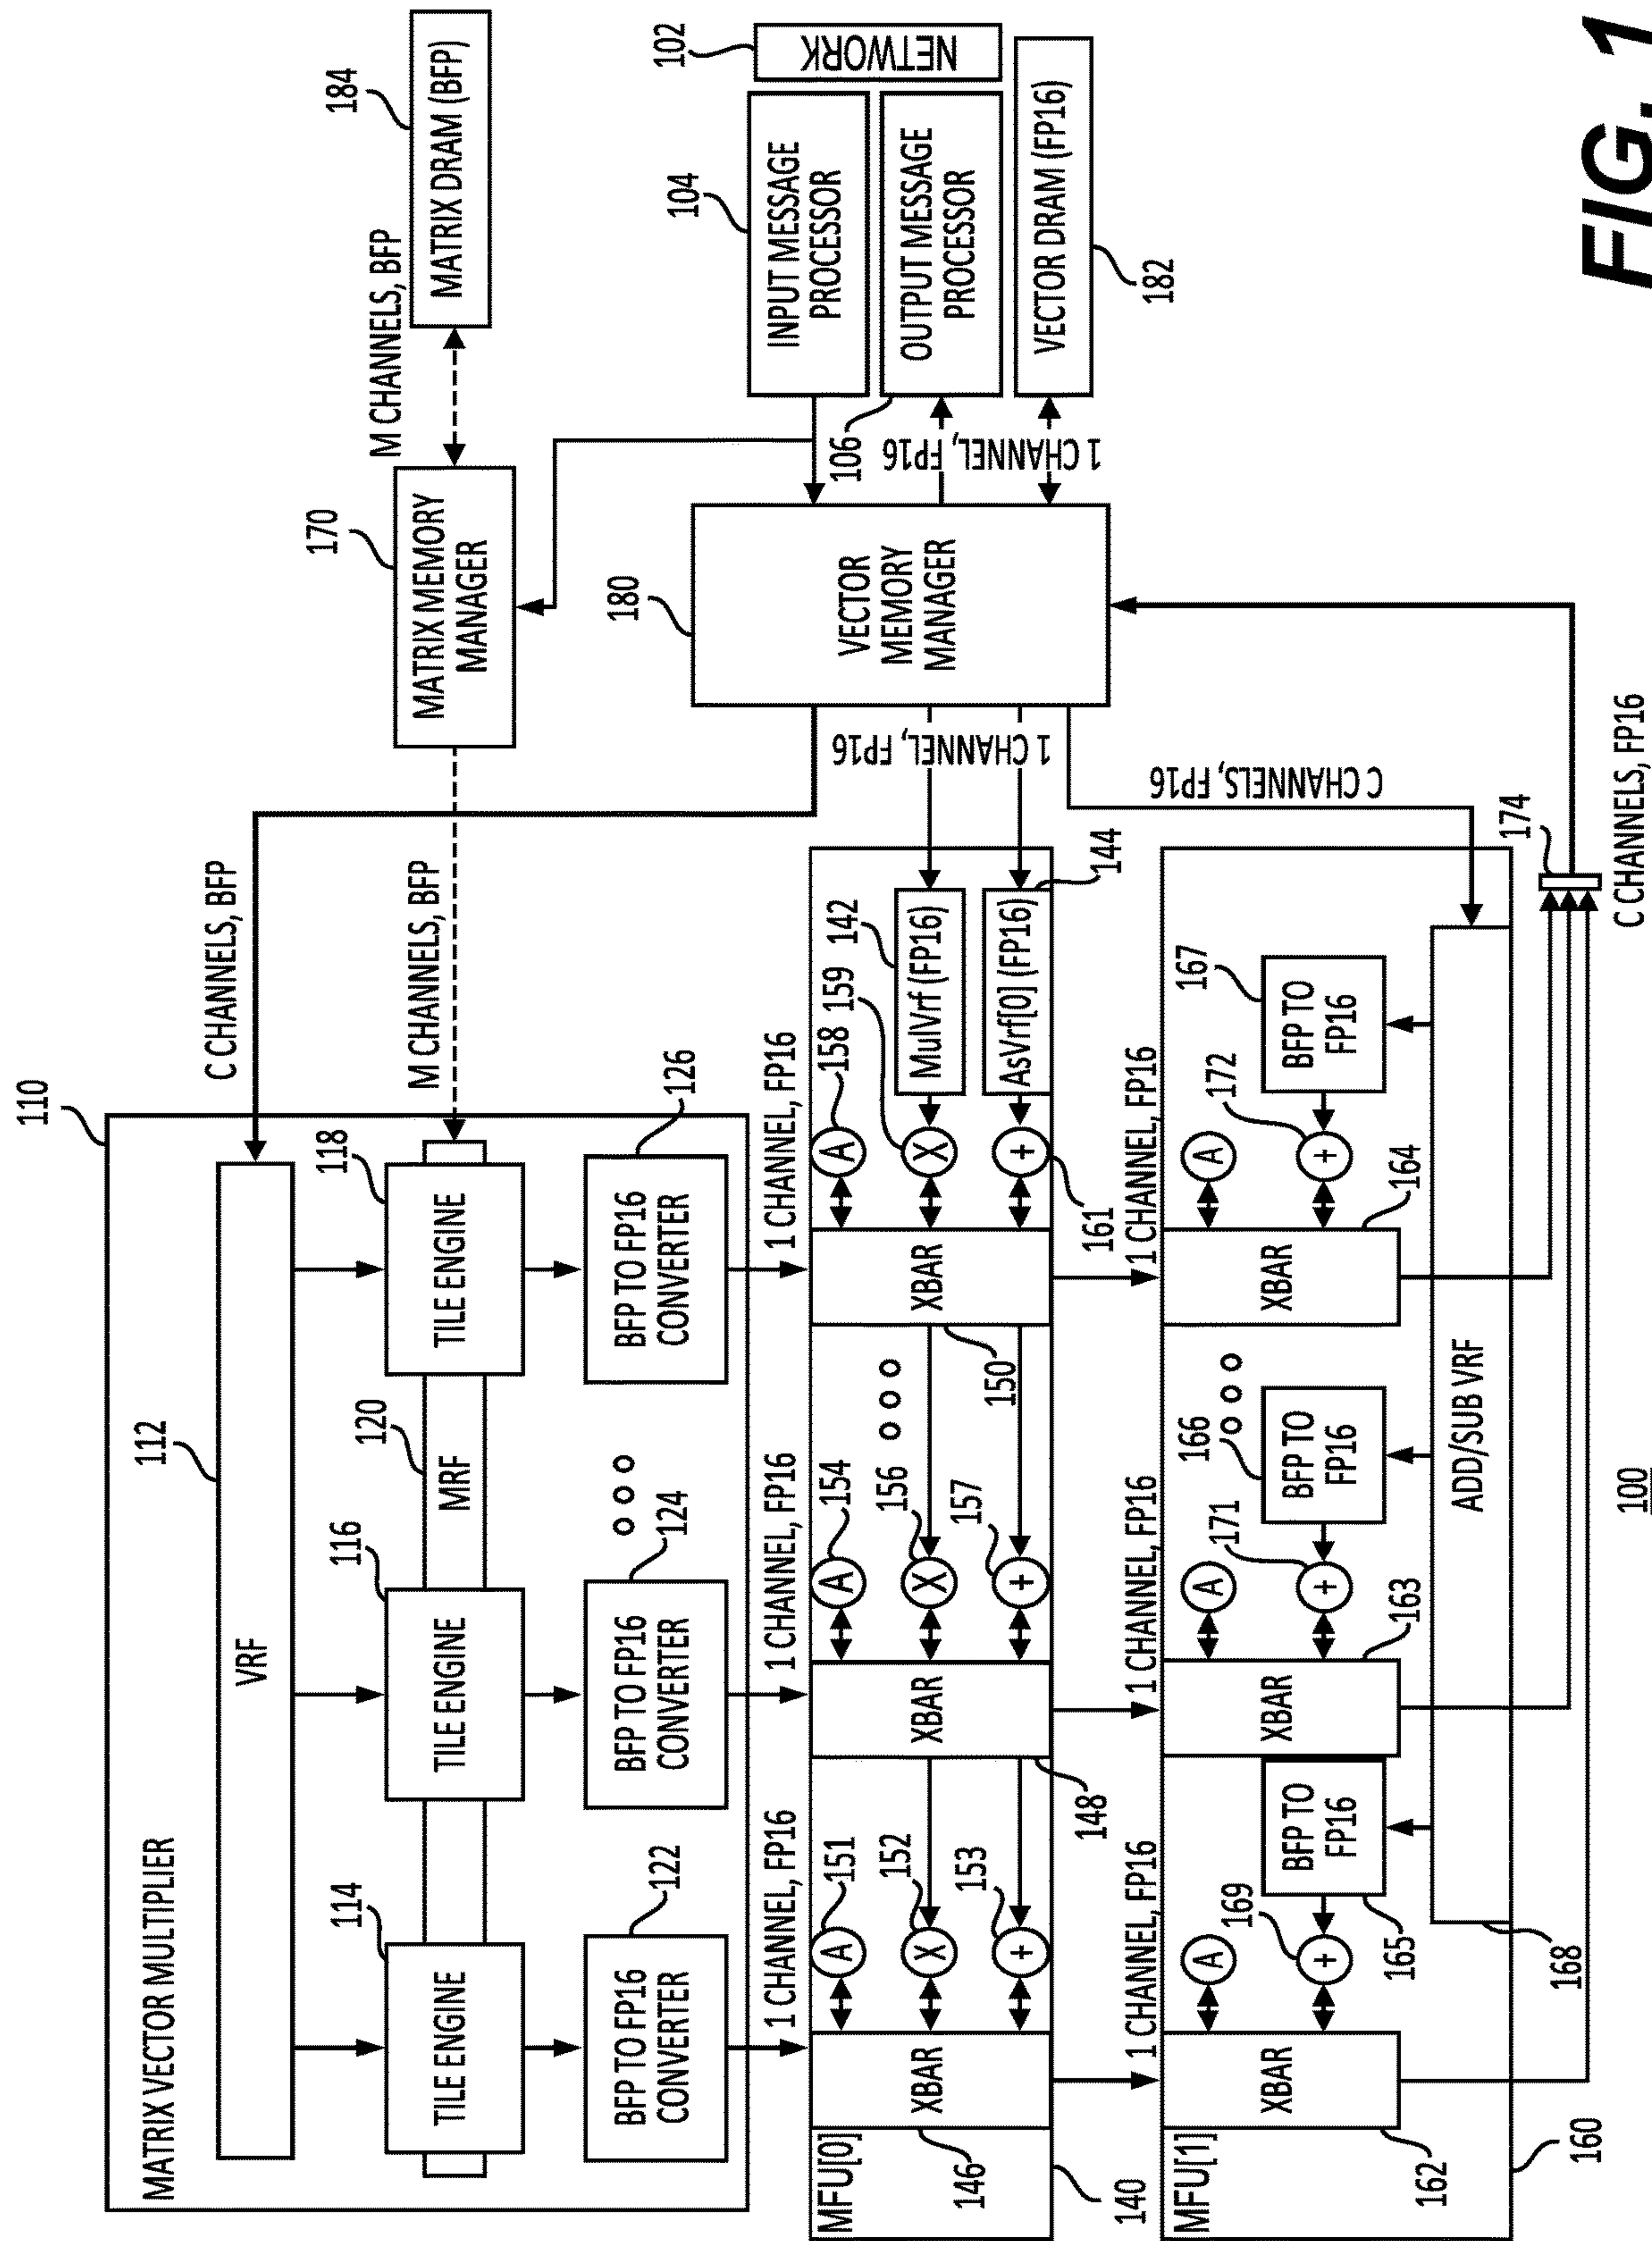 110
MATRIX VECTOR MULTIPLIER
112
VRF
C CHANNELS, BFP
M CHANNELS, BFP
114
116
118
TILE ENGINE
TILE ENGINE
TILE ENGINE
120
MRF
122
124
126
BFP TO FP16
CONVERTER
BFP TO FP16
CONVERTER
BFP TO FP16
CONVERTER
170
MATRIX MEMORY
MANAGER
M CHANNELS, BFP
184
MATRIX DRAM (BFP)
180
VECTOR
MEMORY
MANAGER
102
NETWORK
104
INPUT MESSAGE
PROCESSOR
106
OUTPUT MESSAGE
PROCESSOR
1 CHANNEL, FP16
VECTOR DRAM (FP16)
182
1 CHANNEL, FP16
C CHANNELS, FP16
1 CHANNEL, FP16
1 CHANNEL, FP16
1 CHANNEL, FP16
MFU[0]
140
146
XBAR
151
A
152
X
153
+
148
XBAR
154
A
156
X
157
+
150
XBAR
158
A
159
X
161
+
142
MulVrf (FP16)
144
AsVrf[0] (FP16)
1 CHANNEL, FP16
1 CHANNEL, FP16
1 CHANNEL, FP16
MFU[1]
160
162
XBAR
A
169
+
165
BFP TO
FP16
163
XBAR
A
171
+
166
BFP TO
FP16
164
XBAR
A
172
+
167
BFP TO
FP16
168
ADD/SUB VRF
174
C CHANNELS, FP16
100
FIG. 1